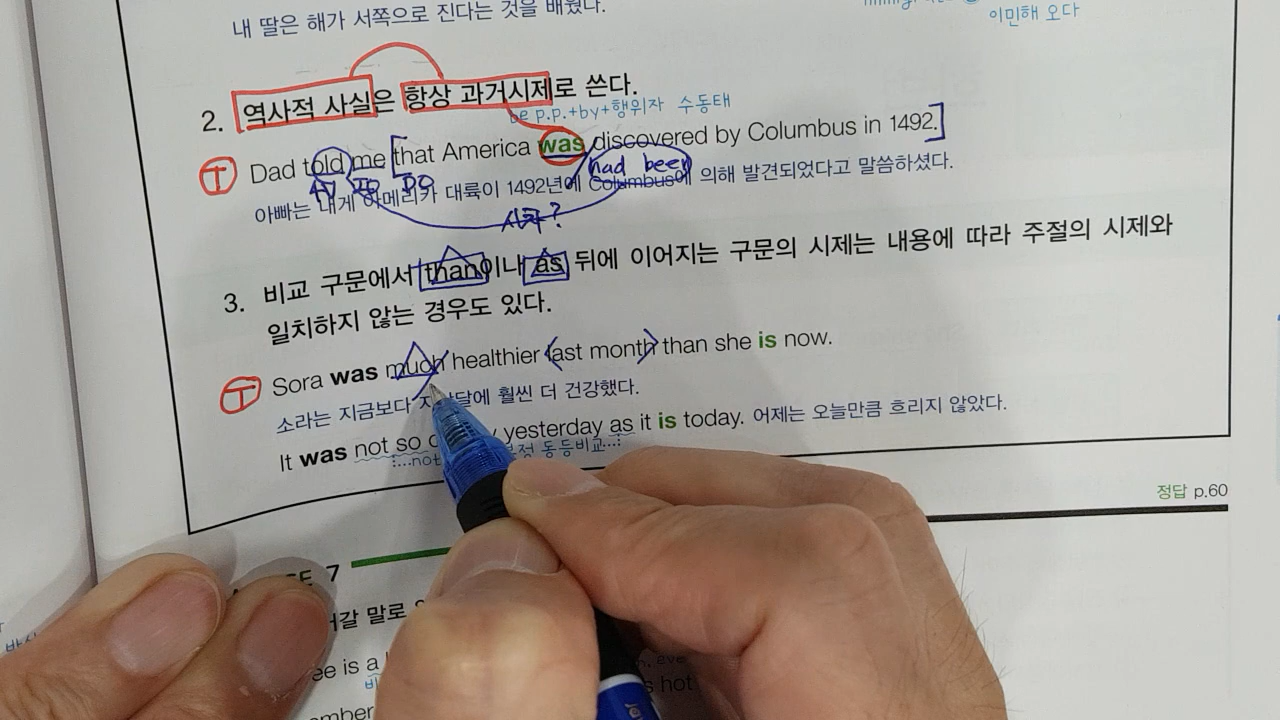 내 딸은 해가 서쪽으로 진다는 것을 배웠다.
이민해 오다
2. 역사적 사실은 항상 과거시제로 쓴다.
be p.p.+by+행위자 수동태
T Dad told me that America was discovered by Columbus in 1492.
had been
IO DO
아빠는 내게 아메리카 대륙이 1492년에 Columbus에 의해 발견되었다고 말씀하셨다.
시차?
3. 비교 구문에서 than이나 as 뒤에 이어지는 구문의 시제는 내용에 따라 주절의 시제와
일치하지 않는 경우도 있다.
T Sora was much healthier last month than she is now.
소라는 지금보다 지난달에 훨씬 더 건강했다.
It was not so yesterday as it is today. 어제는 오늘만큼 흐리지 않았다.
...not 동등비교...
정답 p.60
7
말로
is a
hot